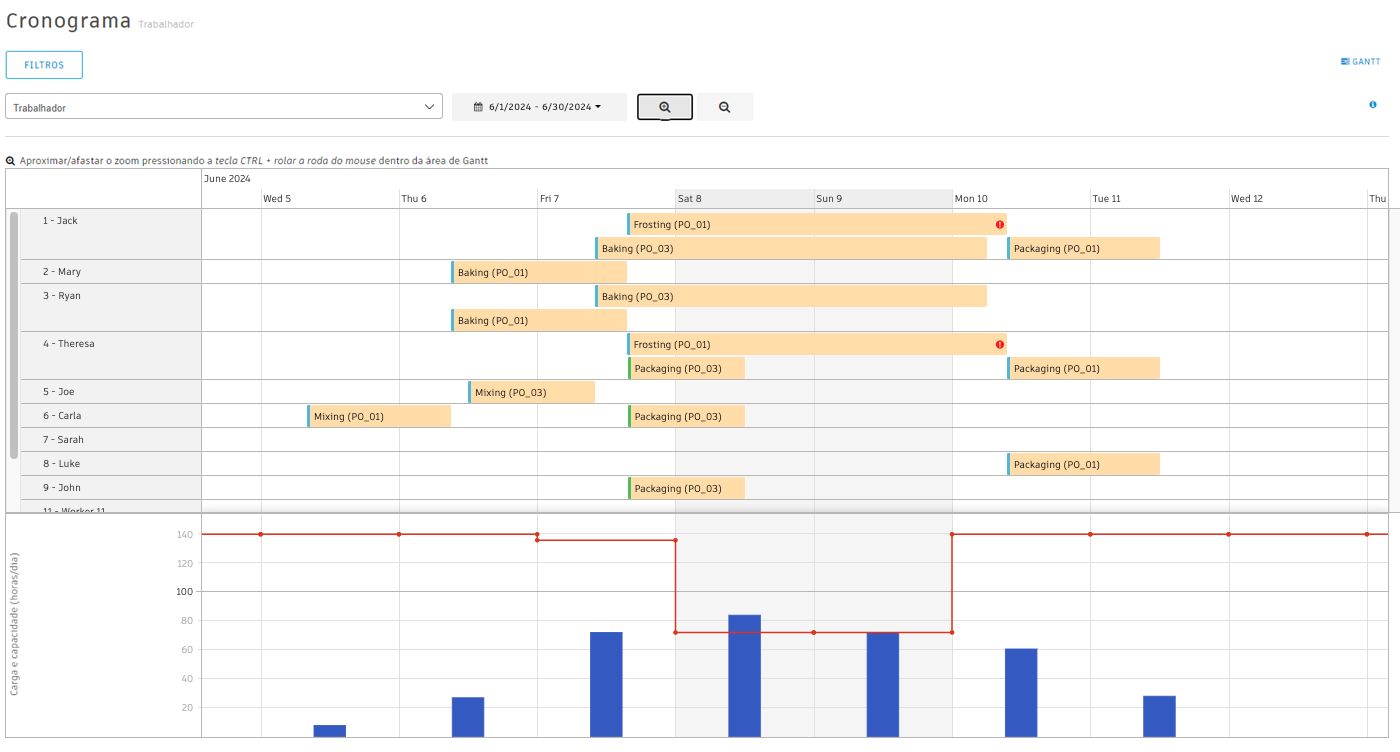 Cronograma Trabalhador
FILTROS
GANTT
Trabalhador
6/1/2024 - 6/30/2024
Aproximar/afastar o zoom pressionando a tecla CTRL + rolar a roda do mouse dentro da área de Gantt
June 2024
Wed 5 Thu 6 Fri 7 Sat 8 Sun 9 Mon 10 Tue 11 Wed 12 Thu
1 - Jack Frosting (PO_01)
Baking (PO_03) Packaging (PO_01)
2 - Mary Baking (PO_01)
3 - Ryan Baking (PO_03)
Baking (PO_01)
4 - Theresa Frosting (PO_01)
Packaging (PO_03) Packaging (PO_01)
5 - Joe Mixing (PO_03)
6 - Carla Mixing (PO_01) Packaging (PO_03)
7 - Sarah
8 - Luke Packaging (PO_01)
9 - John Packaging (PO_03)
11 - Worker 11
Carga e capacidade (horas/dia)
140
120
100
80
60
40
20